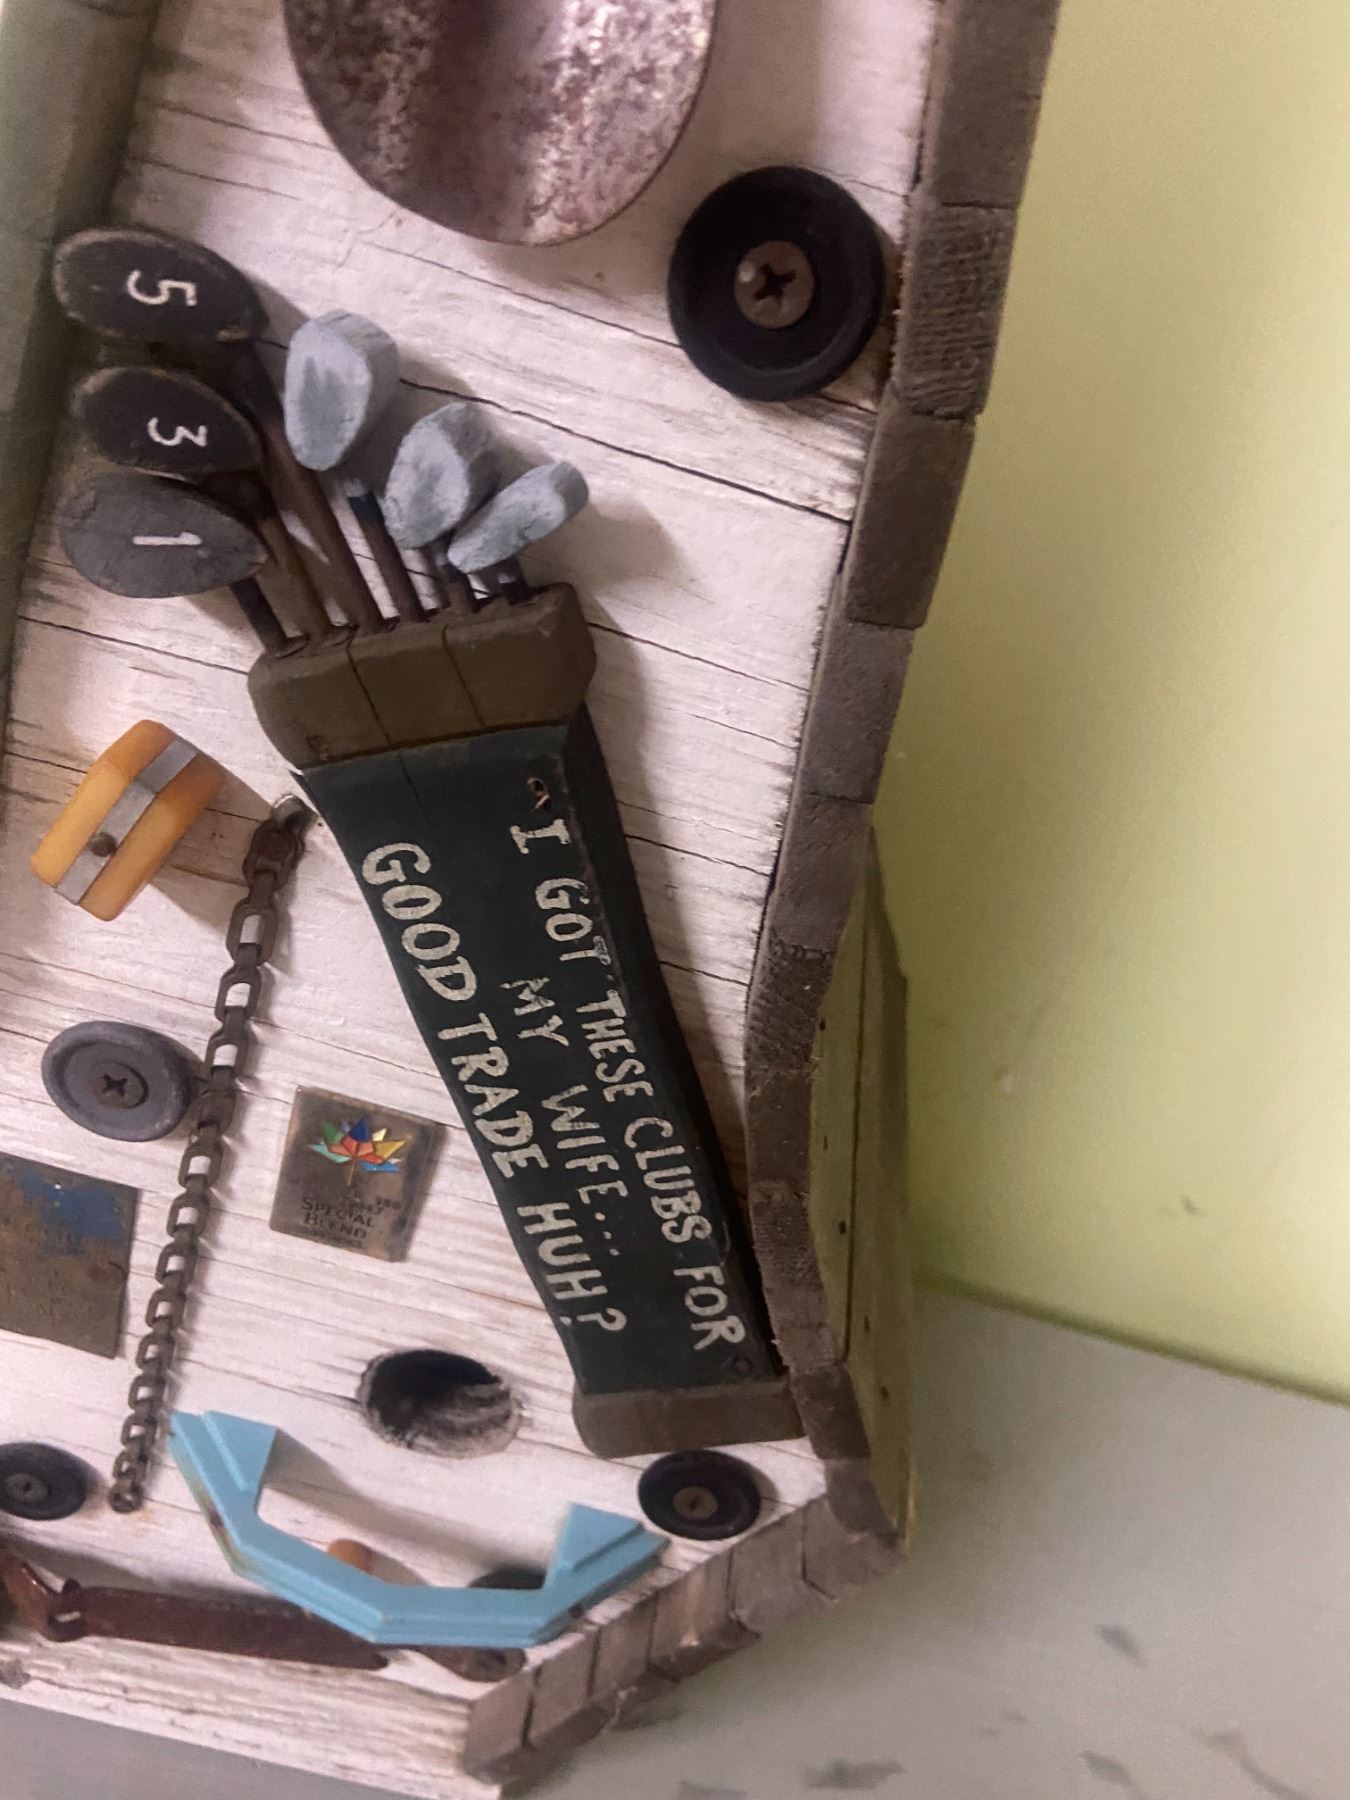 5
3
1
"I GOT THESE CLUBS FOR
MY WIFE...
GOOD TRADE HUH?
SPECIAL
BLEND